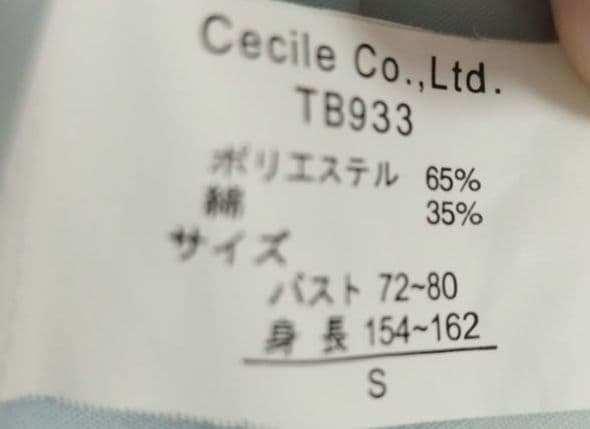 Cecile Co.,Ltd.
TB933
ポリエステル 65%
綿 35%
サイズ
バスト 72~80
身 長 154~162
S